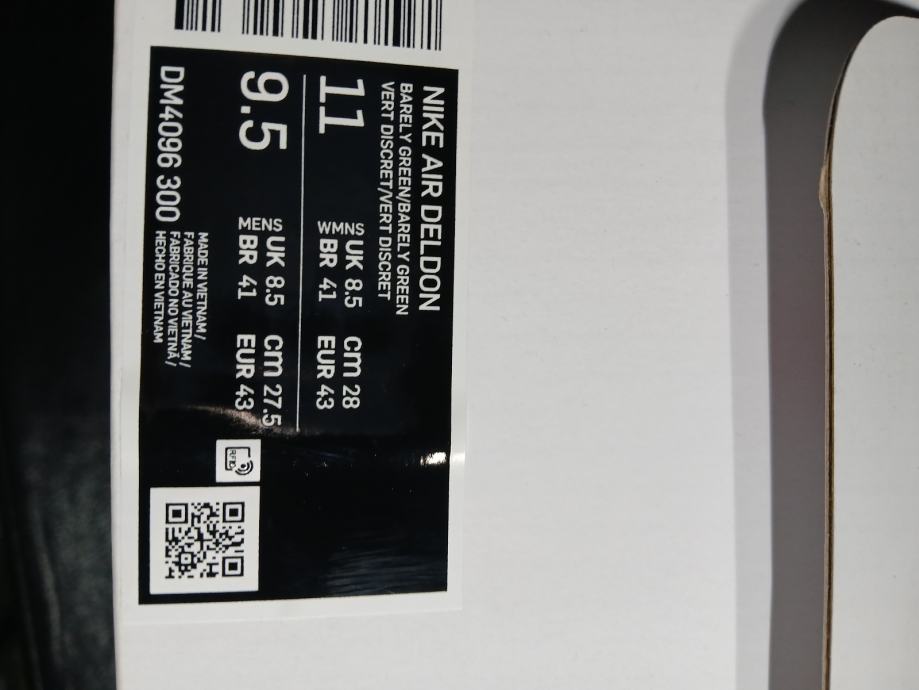 NIKE AIR DELDON
BARELY GREEN/BARELY GREEN
VERT DISCRET/VERT DISCRET
11
WMNS
UK 8.5 cm 28
BR 41 EUR 43
9.5
MENS
UK 8.5 cm 27.5
BR 41 EUR 43
DM4096 300
MADE IN VIETNAM/
FABRIQUE AU VIETNAM/
FABRICADO NO VIETNÃ/
HECHO EN VIETNAM
RFID